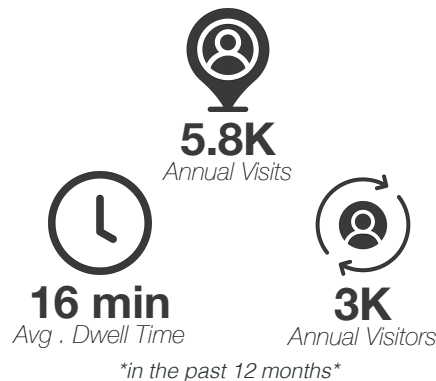 5.8K
Annual Visits
16 min
Avg . Dwell Time
3K
Annual Visitors
*in the past 12 months*